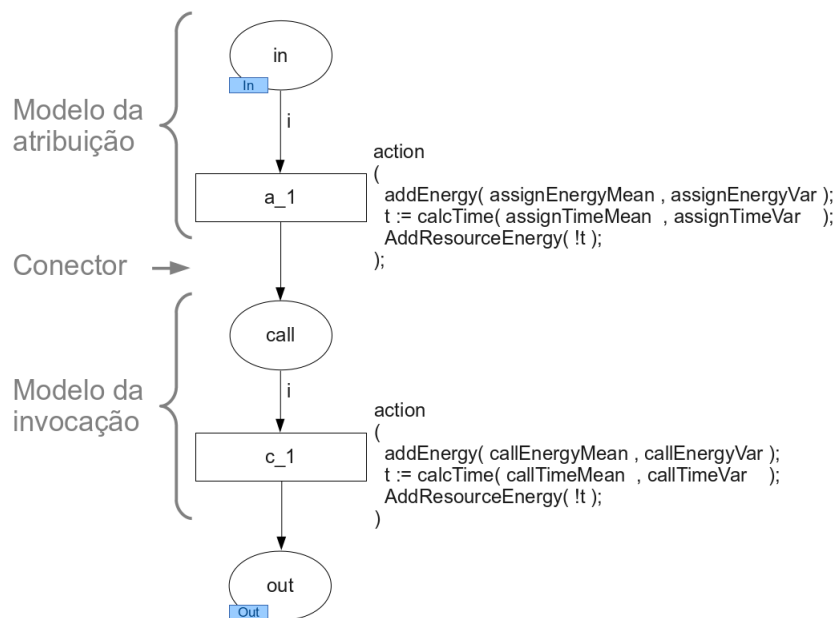 in
In
Modelo da
atribuição
i
action
(
addEnergy( assignEnergyMean , assignEnergyVar );
a_1
t := calcTime( assignTimeMean , assignTimeVar );
AddResourceEnergy( !t );
);
Conector
call
Modelo da
invocação
i
action
(
addEnergy( callEnergyMean , callEnergyVar );
c_1
t := calcTime( callTimeMean , callTimeVar );
AddResourceEnergy( !t );
)
out
Out